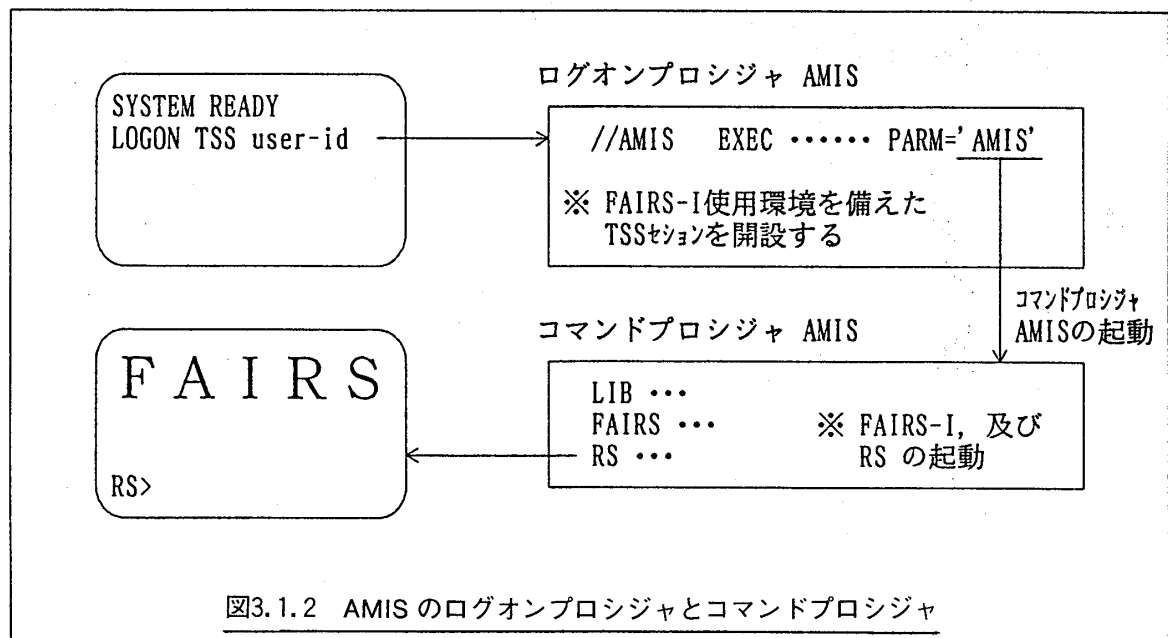 SYSTEM READY
LOGON TSS user-id
ログオンプロシジャ AMIS
//AMIS EXEC ⋯⋯ PARM='AMIS'
※ FAIRS-I使用環境を備えた
TSSｾｼｮﾝを開設する
ｺﾏﾝﾄﾞﾌﾟﾛｼｼﾞｬ
AMISの起動
コマンドプロシジャ AMIS
LIB ⋯
FAIRS ⋯
RS ⋯
※ FAIRS-I, 及び
RS の起動
F A I R S
RS>
図3.1.2 AMIS のログオンプロシジャとコマンドプロシジャ